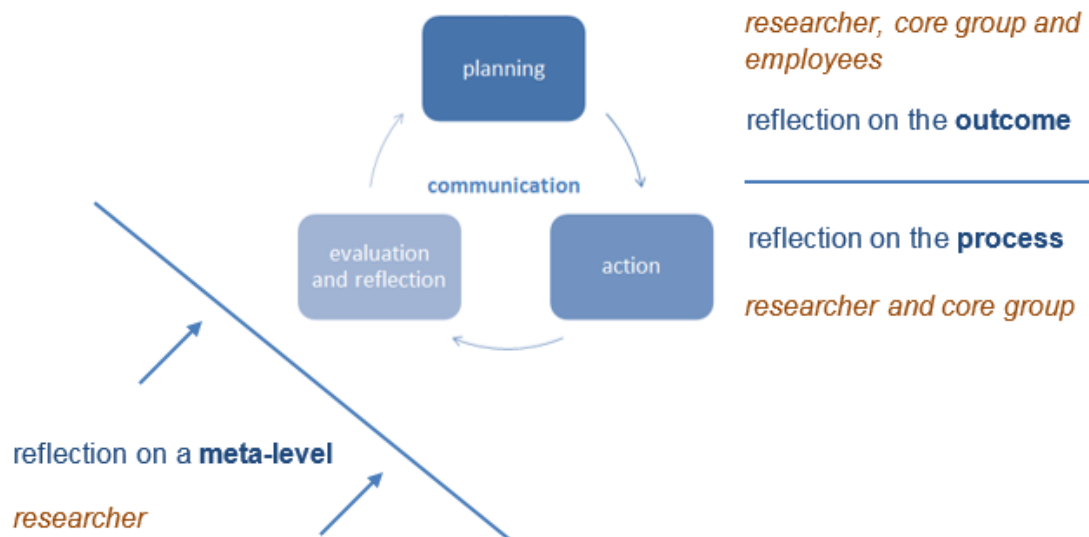 researcher, core group and
employees
planning
reflection on the outcome
communication
reflection on the process
evaluation
and reflection
action
researcher and core group
reflection on a meta-level
researcher